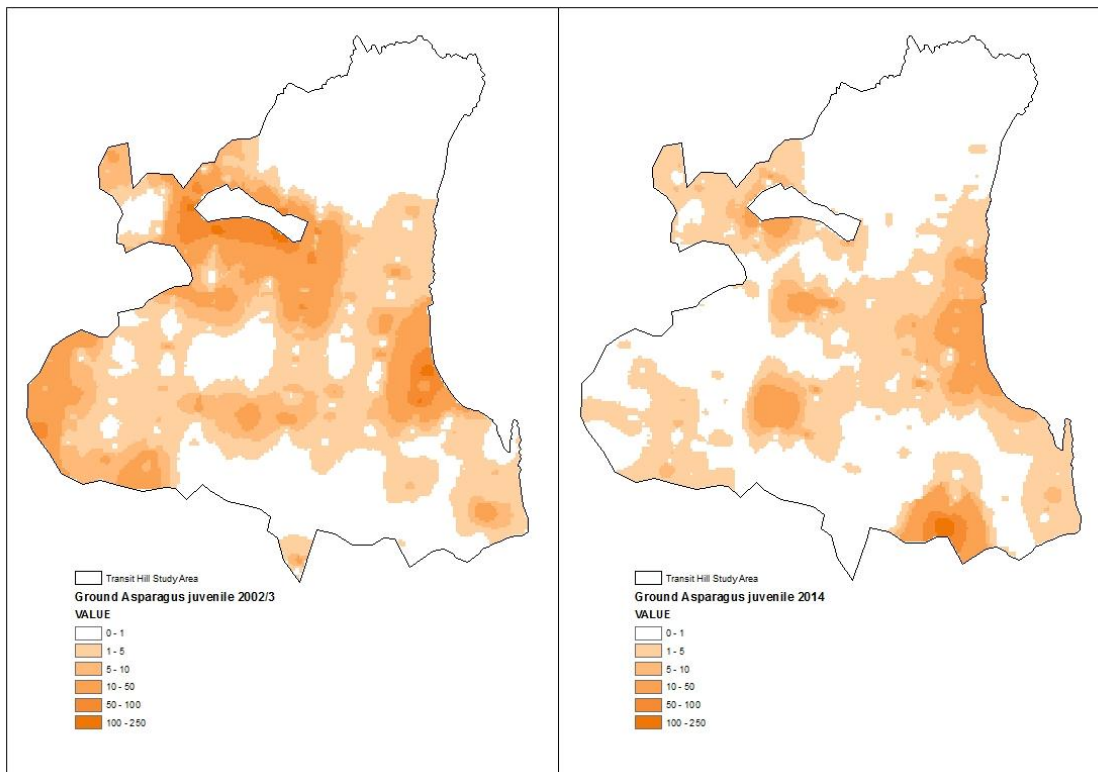 Transit Hill Study Area
Ground Asparagus juvenile 2002/3
VALUE
0 - 1
1 - 5
5 - 10
10 - 50
50 - 100
100 - 250
Transit Hill Study Area
Ground Asparagus juvenile 2014
VALUE
0 - 1
1 - 5
5 - 10
10 - 50
50 - 100
100 - 250